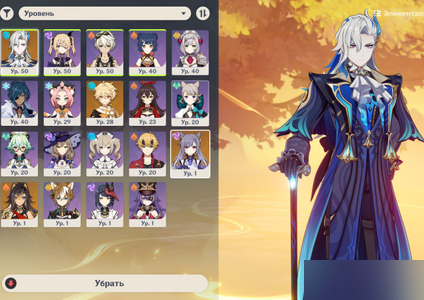 Уровень
Элементал
Ур. 50 Ур. 50 Ур. 50 Ур. 40 Ур. 40
Ур. 40 Ур. 29 Ур. 28 Ур. 23 Ур. 20
Ур. 20 Ур. 20 Ур. 20 Ур. 20 Ур. 1
Ур. 1 Ур. 1 Ур. 1 Ур. 1
Убрать